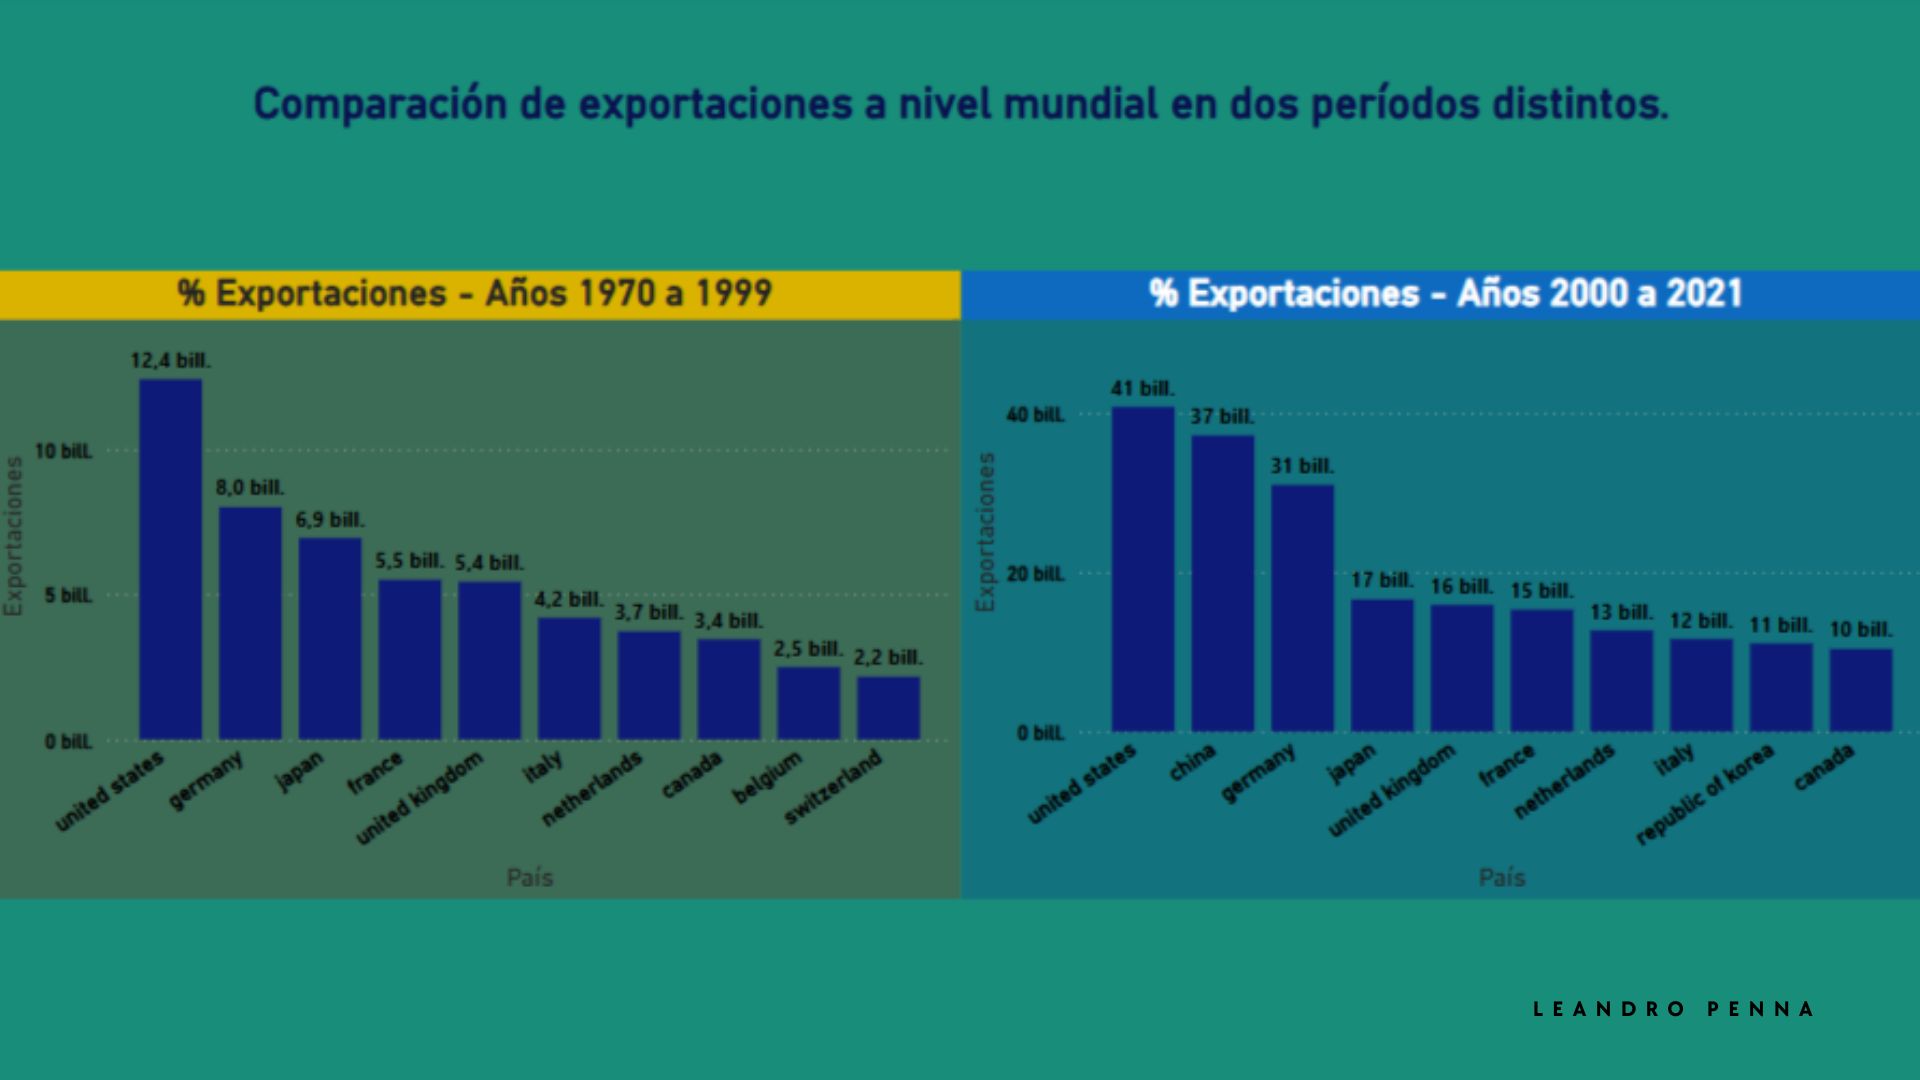 Comparación de exportaciones a nivel mundial en dos períodos distintos.
% Exportaciones - Años 1970 a 1999
Exportaciones
10 bill.
5 bill.
0 bill.
12,4 bill.
8,0 bill.
6,9 bill.
5,5 bill.
5,4 bill.
4,2 bill.
3,7 bill.
3,4 bill.
2,5 bill.
2,2 bill.
united states
germany
japan
france
united kingdom
italy
netherlands
canada
belgium
switzerland
País
% Exportaciones - Años 2000 a 2021
Exportaciones
40 bill.
20 bill.
0 bill.
41 bill.
37 bill.
31 bill.
17 bill.
16 bill.
15 bill.
13 bill.
12 bill.
11 bill.
10 bill.
united states
china
germany
japan
united kingdom
france
netherlands
italy
republic of korea
canada
País
LEANDRO PENNA